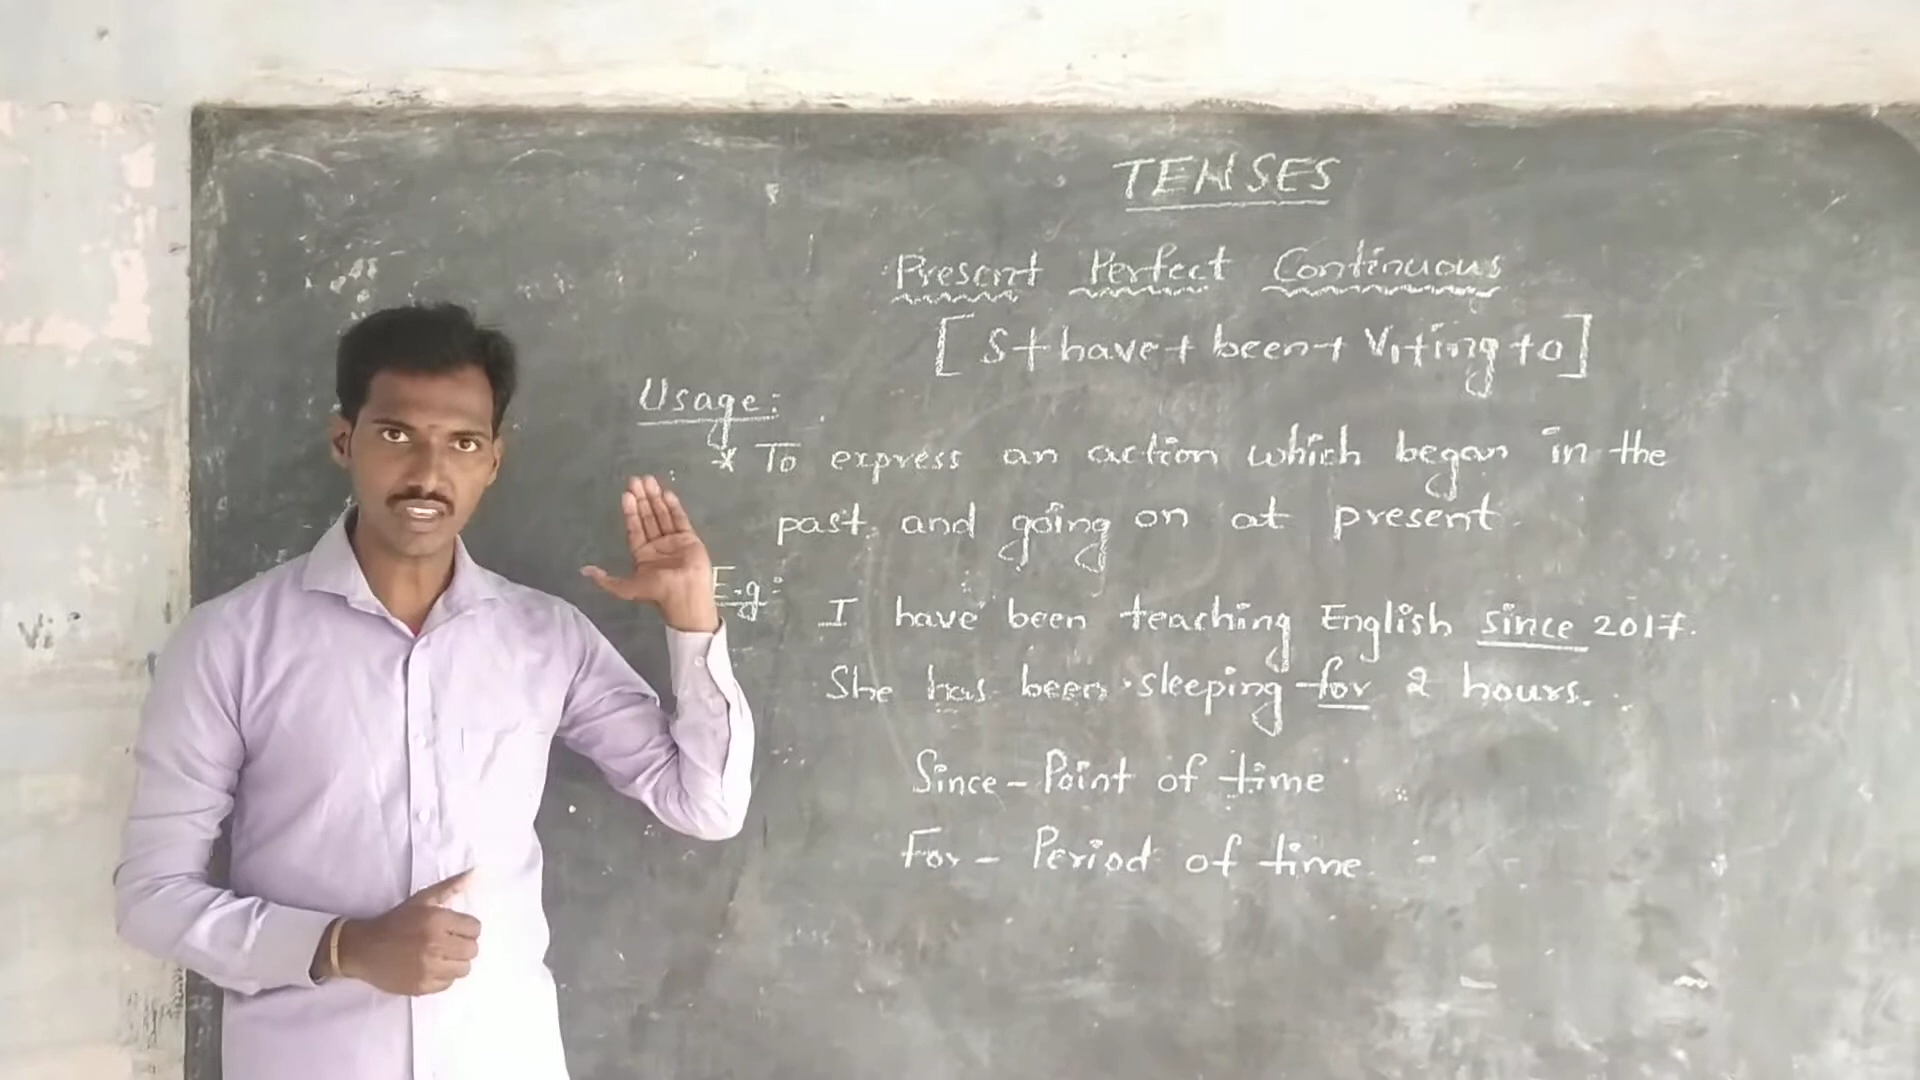 TENSES
Present Perfect Continuous
[ S+have+ been+ V₁+ing +o]
Usage:
* To express an action which began in the
past, and going on at present
E.g: I have been teaching English since 2017.
She has been sleeping for 2 hours.
Since - Point of time
For - Period of time